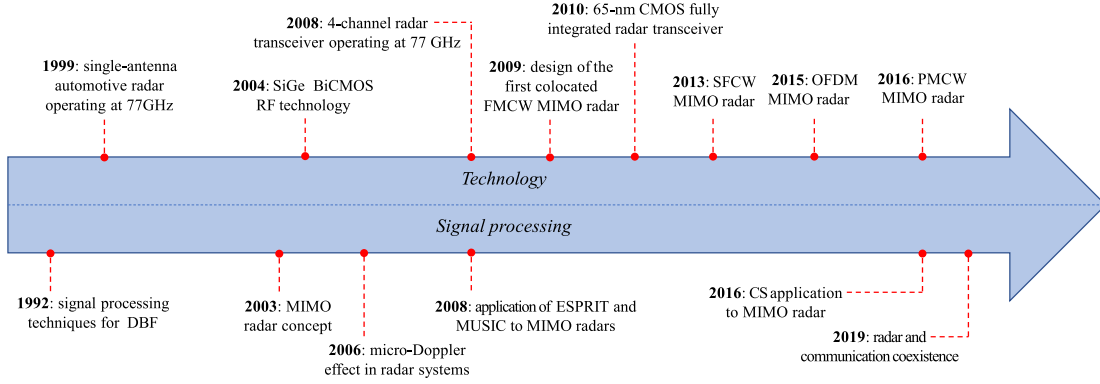 1999: single-antenna
automotive radar
operating at 77GHz
2004: SiGe BiCMOS
RF technology
2008: 4-channel radar
transceiver operating at 77 GHz
2009: design of the
first colocated
FMCW MIMO radar
2010: 65-nm CMOS fully
integrated radar transceiver
2013: SFCW
MIMO radar
2015: OFDM
MIMO radar
2016: PMCW
MIMO radar
Technology
Signal processing
1992: signal processing
techniques for DBF
2003: MIMO
radar concept
2006: micro-Doppler
effect in radar systems
2008: application of ESPRIT and
MUSIC to MIMO radars
2016: CS application
to MIMO radar
2019: radar and
communication coexistence